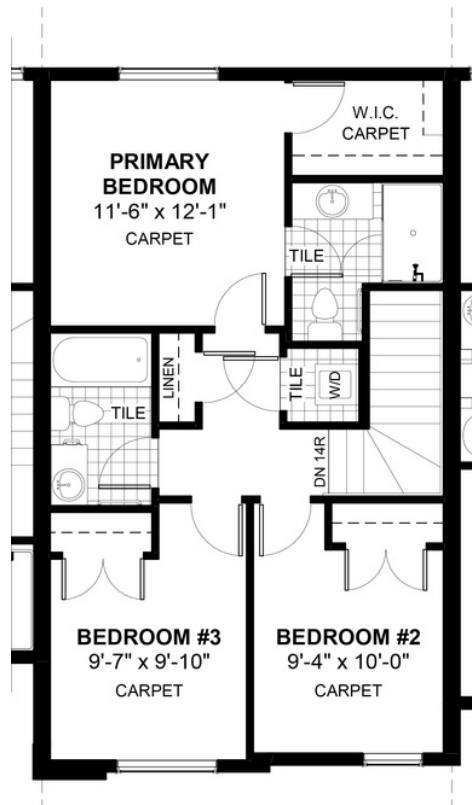 W.I.C.
CARPET
PRIMARY
BEDROOM
11'-6" x 12'-1"
CARPET
TILE
LINEN
TILE
W/D
TILE
DN 14R
BEDROOM #3
9'-7" x 9'-10"
CARPET
BEDROOM #2
9'-4" x 10'-0"
CARPET